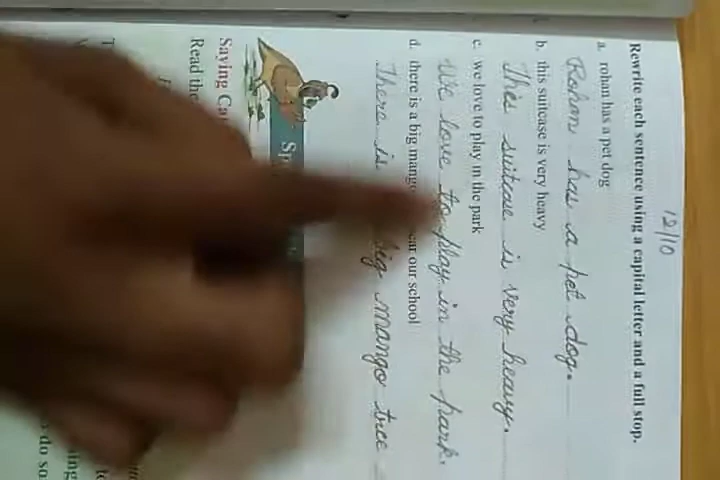 12/10
Rewrite each sentence using a capital letter and a full stop.
a. rohan has a pet dog
Rohan has a pet dog.
b. this suitcase is very heavy
This suitcase is very heavy.
c. we love to play in the park
We love to play in the park.
d. there is a big mango our school
There is big mango tree
Saying
Read the
do so